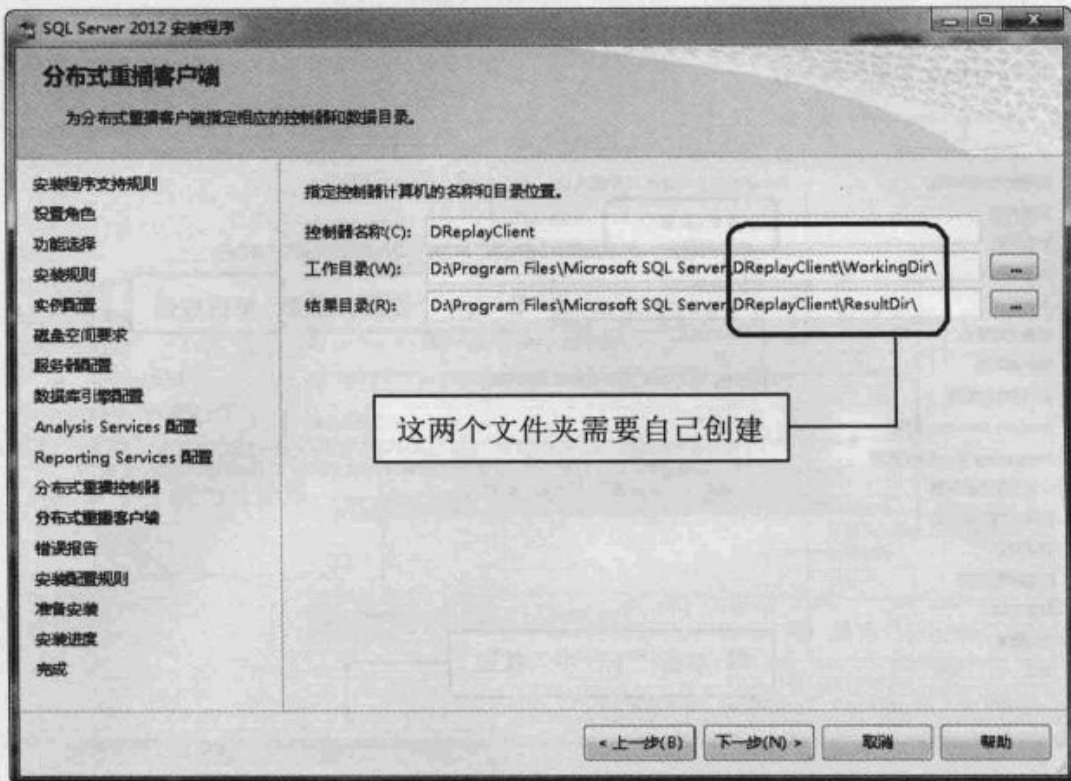 SQL Server 2012 安装程序
分布式重播客户端
为分布式重播客户端指定相应的控制器和数据目录。
安装程序支持规则
设置角色
功能选择
安装规则
实例配置
磁盘空间要求
服务器配置
数据库引擎配置
Analysis Services 配置
Reporting Services 配置
分布式重播控制器
分布式重播客户端
错误报告
安装配置规则
准备安装
安装进度
完成
指定控制器计算机的名称和目录位置。
控制器名称(C): DReplayClient
工作目录(W): D:\Program Files\Microsoft SQL Server\DReplayClient\WorkingDir\ ...
结果目录(R): D:\Program Files\Microsoft SQL Server\DReplayClient\ResultDir\ ...
这两个文件夹需要自己创建
< 上一步(B) 下一步(N) > 取消 帮助